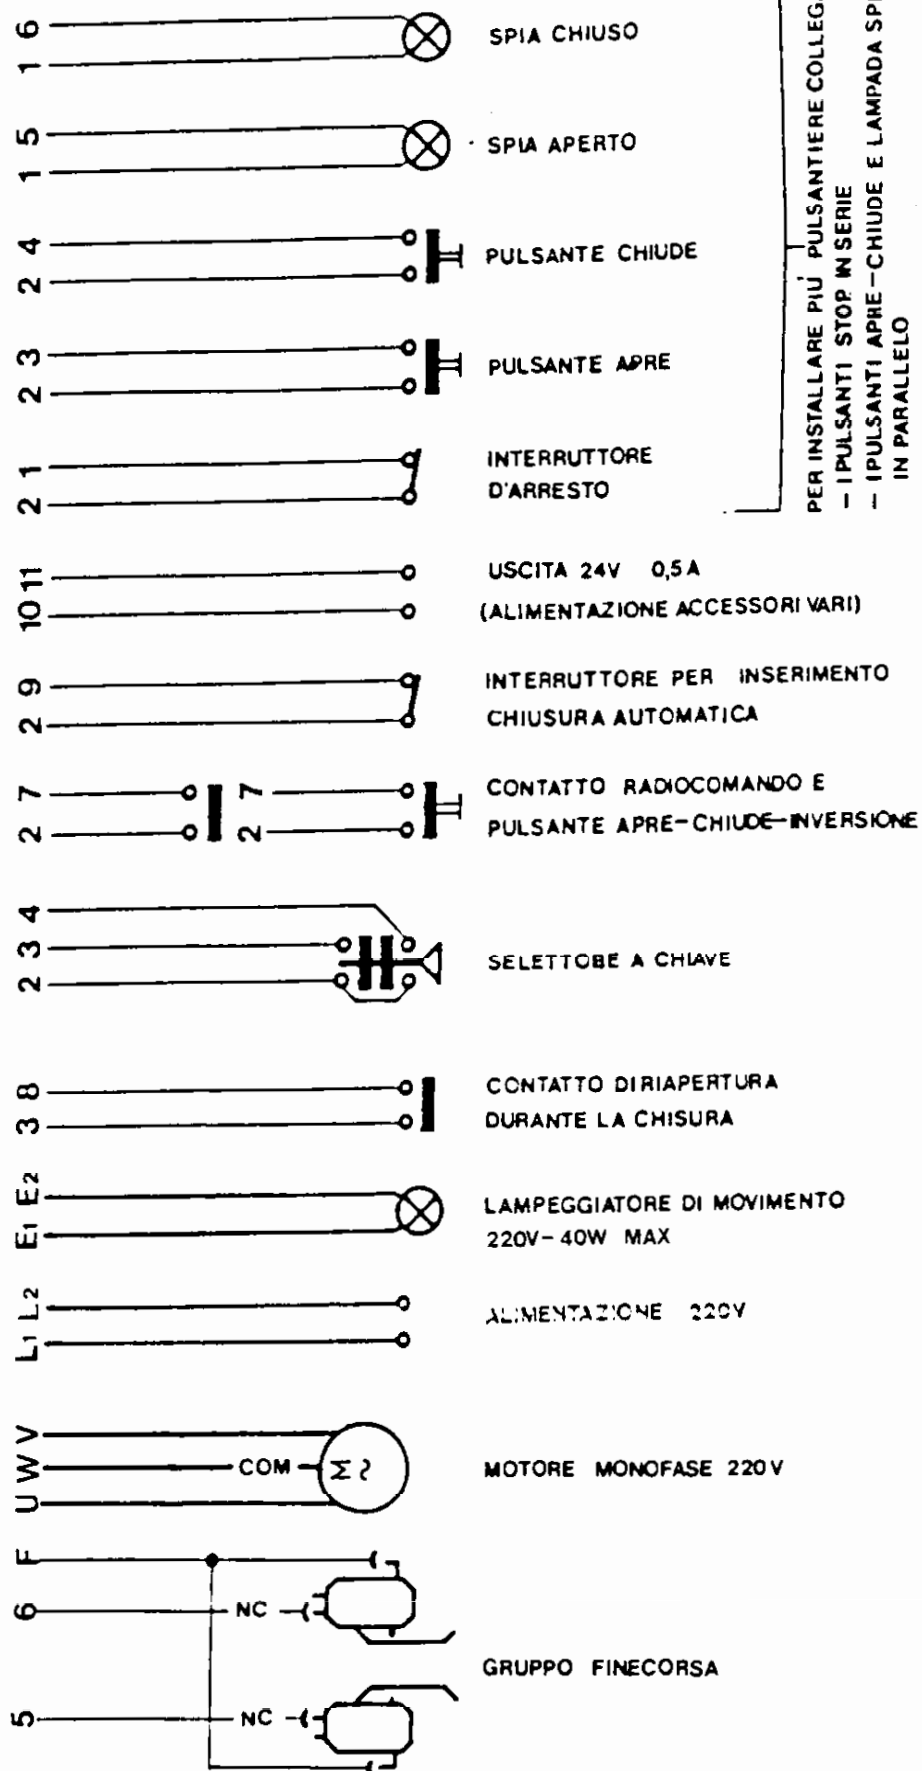 6
1
SPIA CHIUSO
5
1
SPIA APERTO
4
2
PULSANTE CHIUDE
3
2
PULSANTE APRE
1
2
INTERRUTTORE
D'ARRESTO
11
10
USCITA 24V 0,5A
(ALIMENTAZIONE ACCESSORI VARI)
9
2
INTERRUTTORE PER INSERIMENTO
CHIUSURA AUTOMATICA
7
2
7
2
CONTATTO RADIOCOMANDO E
PULSANTE APRE-CHIUDE-INVERSIONE
4
3
2
SELETTOBE A CHIAVE
8
3
CONTATTO DI RIAPERTURA
DURANTE LA CHISURA
E2
E1
LAMPEGGIATORE DI MOVIMENTO
220V-40W MAX
L2
L1
ALIMENTAZIONE 220V
V
W
U
COM
M ~
MOTORE MONOFASE 220V
F
6
NC
5
NC
GRUPPO FINECORSA
PER INSTALLARE PIÙ PULSANTIERE
- I PULSANTI STOP IN SERIE
- I PULSANTI APRE-CHIUDE E LAMPADA
IN PARALLELO